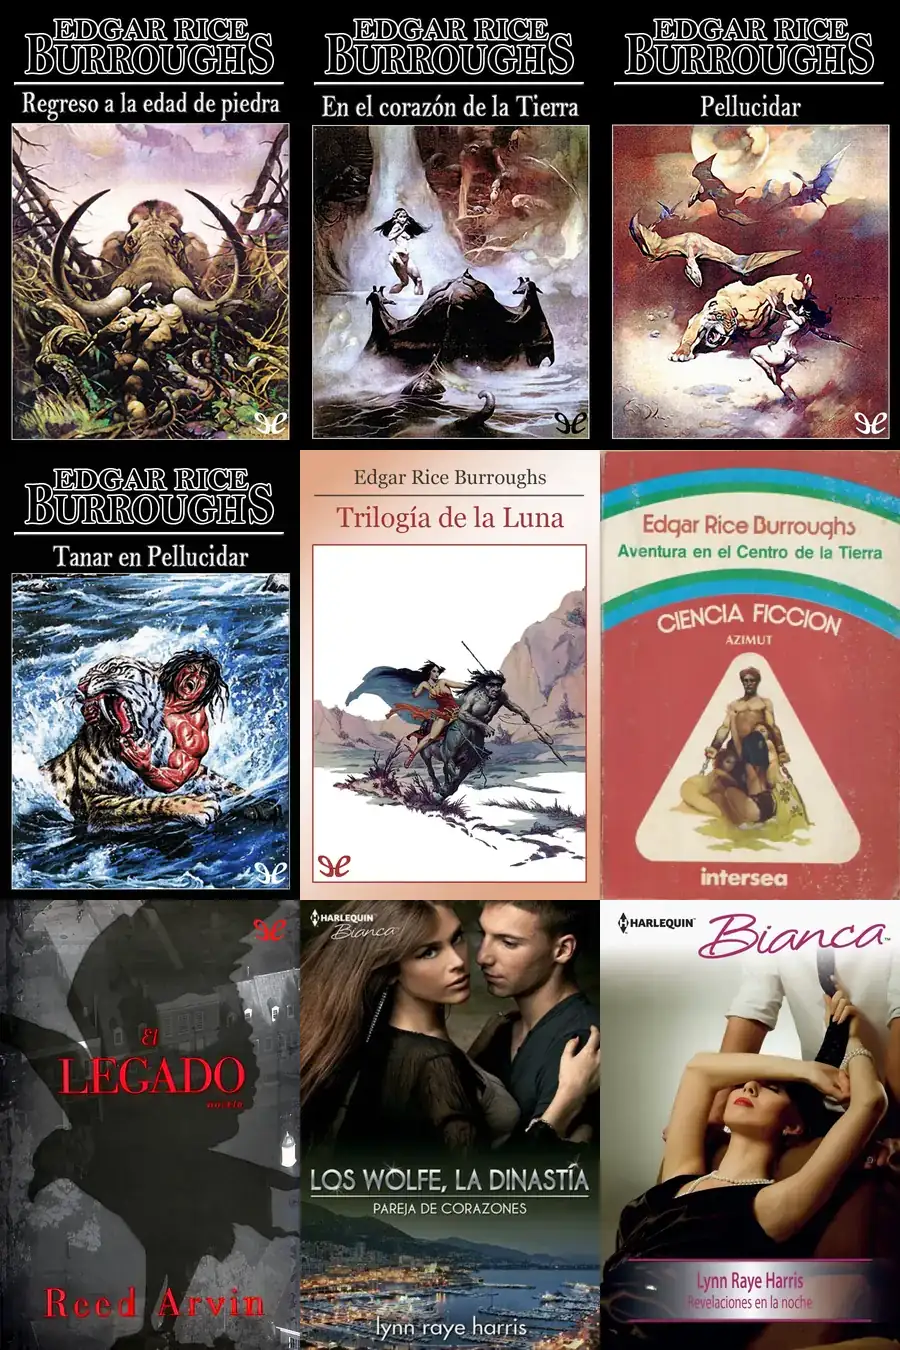 EDGAR RICE
BURROUGHS
Regreso a la edad de piedra
EDGAR RICE
BURROUGHS
En el corazón de la Tierra
EDGAR RICE
BURROUGHS
Pellucidar
EDGAR RICE
BURROUGHS
Tanar en Pellucidar
Edgar Rice Burroughs
Trilogía de la Luna
Edgar Rice Burroughs
Aventura en el Centro de la Tierra
CIENCIA FICCION
AZIMUT
intersea
El
LEGADO
novela
Reed Arvin
HARLEQUIN
Bianca
LOS WOLFE, LA DINASTÍA
PAREJA DE CORAZONES
lynn raye harris
HARLEQUIN
Bianca
Lynn Raye Harris
Revelaciones en la noche